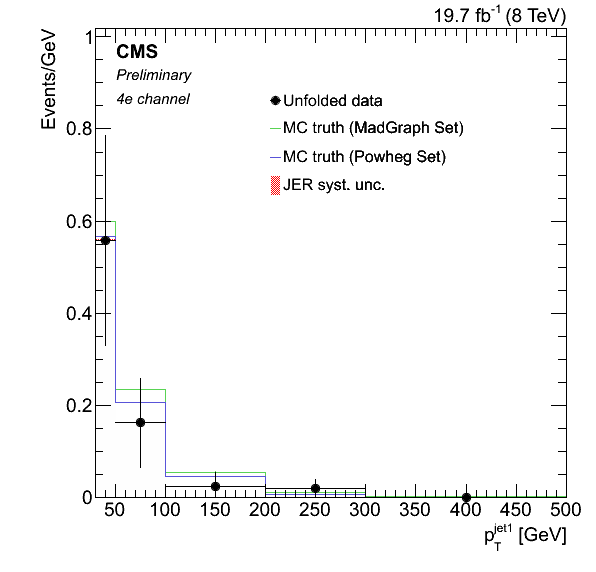 19.7 fb⁻¹ (8 TeV)
Events/GeV
CMS
Preliminary
4e channel
Unfolded data
MC truth (MadGraph Set)
MC truth (Powheg Set)
JER syst. unc.
1
0.8
0.6
0.4
0.2
0
50 100 150 200 250 300 350 400 450 500
p_T^jet1 [GeV]